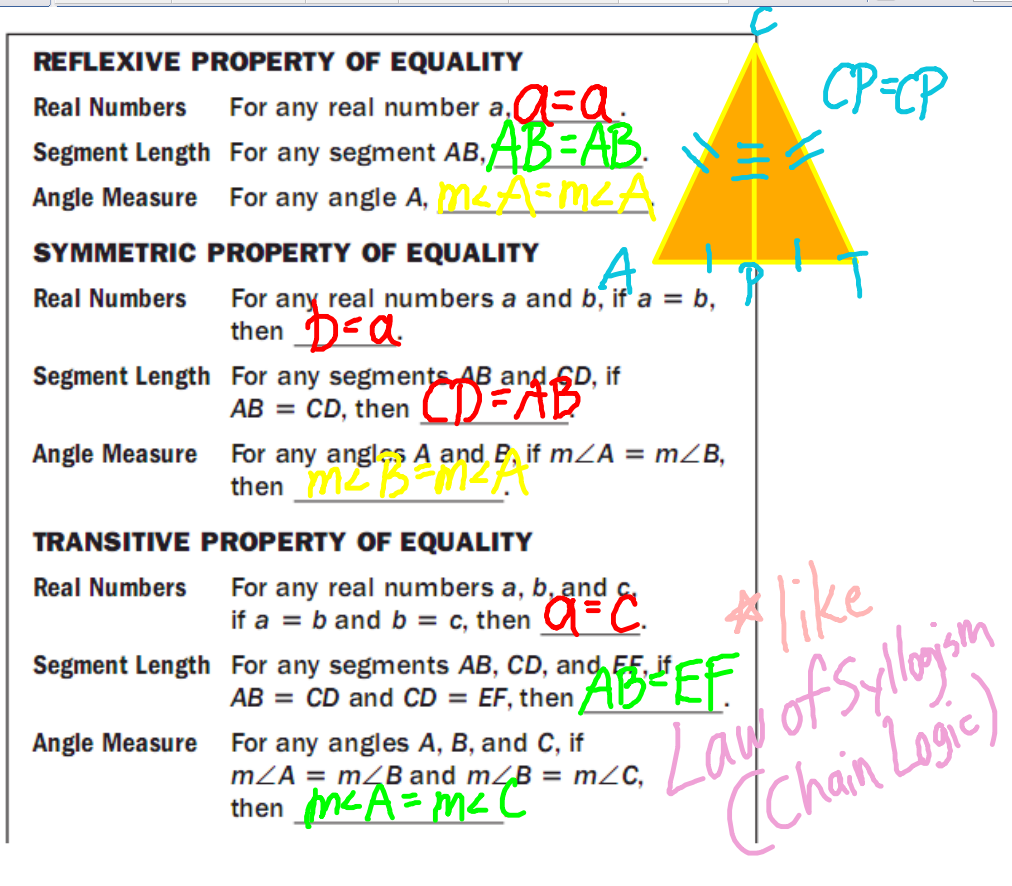 REFLEXIVE PROPERTY OF EQUALITY
Real Numbers For any real number a, a=a.
Segment Length For any segment AB, AB=AB.
Angle Measure For any angle A, m∠A=m∠A.
C
CP=CP
A
P
T
SYMMETRIC PROPERTY OF EQUALITY
Real Numbers For any real numbers a and b, if a = b,
then b=a.
Segment Length For any segments AB and CD, if
AB = CD, then CD=AB.
Angle Measure For any angles A and B, if m∠A = m∠B,
then m∠B=m∠A.
TRANSITIVE PROPERTY OF EQUALITY
Real Numbers For any real numbers a, b, and c,
if a = b and b = c, then a=c.
Segment Length For any segments AB, CD, and EF, if
AB = CD and CD = EF, then AB=EF.
Angle Measure For any angles A, B, and C, if
m∠A = m∠B and m∠B = m∠C,
then m∠A=m∠C
like
Law of Syllogism
(Chain Logic)